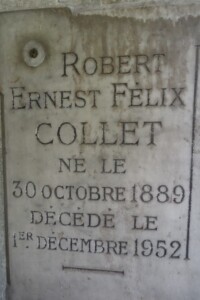 ROBERT
ERNEST FÉLIX
COLLET
NÉ LE
30 OCTOBRE 1889
DÉCÉDÉ LE
1ER DÉCEMBRE 1952